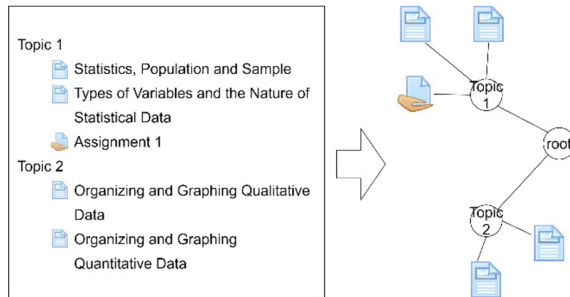 Topic 1
Statistics, Population and Sample
Types of Variables and the Nature of
Statistical Data
Assignment 1
Topic 2
Organizing and Graphing Qualitative
Data
Organizing and Graphing
Quantitative Data
Topic
1
root
Topic
2